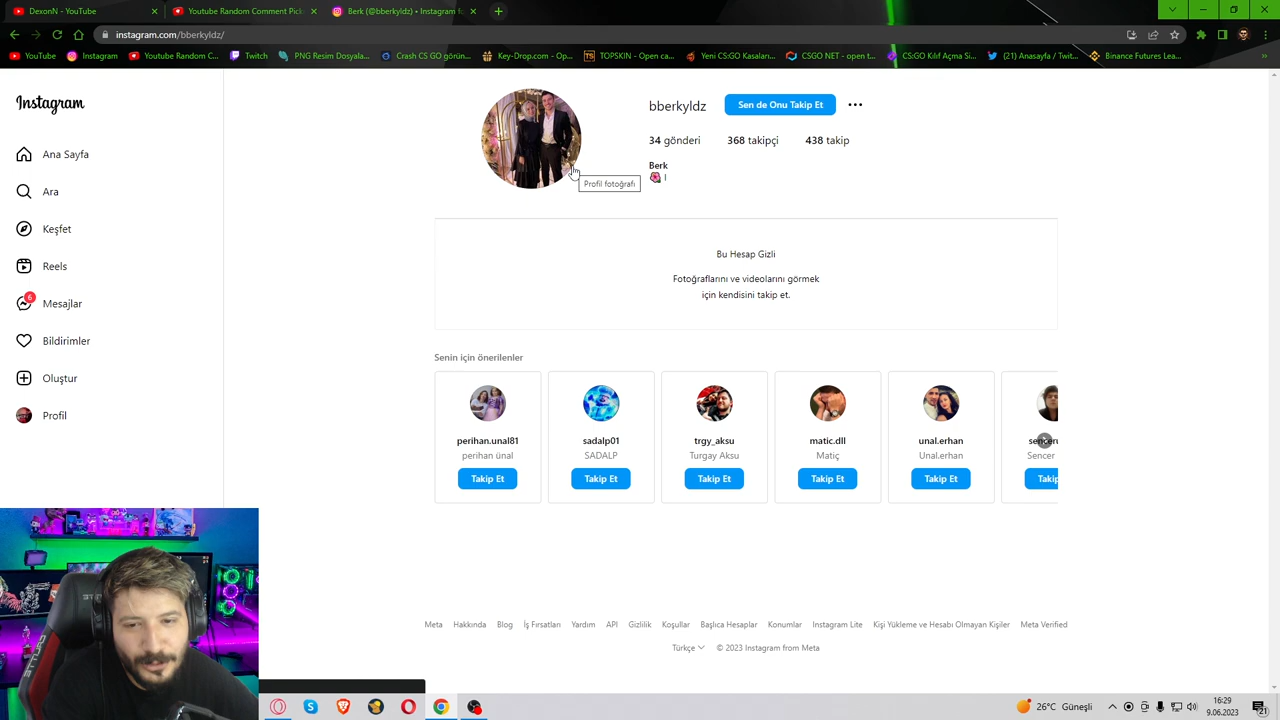 DexonN - YouTube
Youtube Random Comment Pick
Berk (@bberkyldz) • Instagram fo
instagram.com/bberkyldz/
YouTube
Instagram
Youtube Random C...
Twitch
PNG Resim Dosyala...
Crash CS GO görün...
Key-Drop.com - Op...
TOPSKIN - Open ca...
Yeni CS:GO Kasaları...
CSGO NET - open t...
CS:GO Kılıf Açma Si...
(21) Anasayfa / Twit...
Binance Futures Lea...
Instagram
Ana Sayfa
Ara
Keşfet
Reels
6
Mesajlar
Bildirimler
Oluştur
Profil
bberkyldz
Sen de Onu Takip Et
34 gönderi
368 takipçi
438 takip
Berk
Profil fotoğrafı
Bu Hesap Gizli
Fotoğraflarını ve videolarını görmek
için kendisini takip et.
Senin için önerilenler
perihan.unal81
perihan ünal
Takip Et
sadalp01
SADALP
Takip Et
trgy_aksu
Turgay Aksu
Takip Et
matic.dll
Matiç
Takip Et
unal.erhan
Unal.erhan
Takip Et
Sencer
Takip
Meta
Hakkında
Blog
İş Fırsatları
Yardım
API
Gizlilik
Koşullar
Başlıca Hesaplar
Konumlar
Instagram Lite
Kişi Yükleme ve Hesabı Olmayan Kişiler
Meta Verified
Türkçe
© 2023 Instagram from Meta
26°C Güneşli
16:29
9.06.2023
21